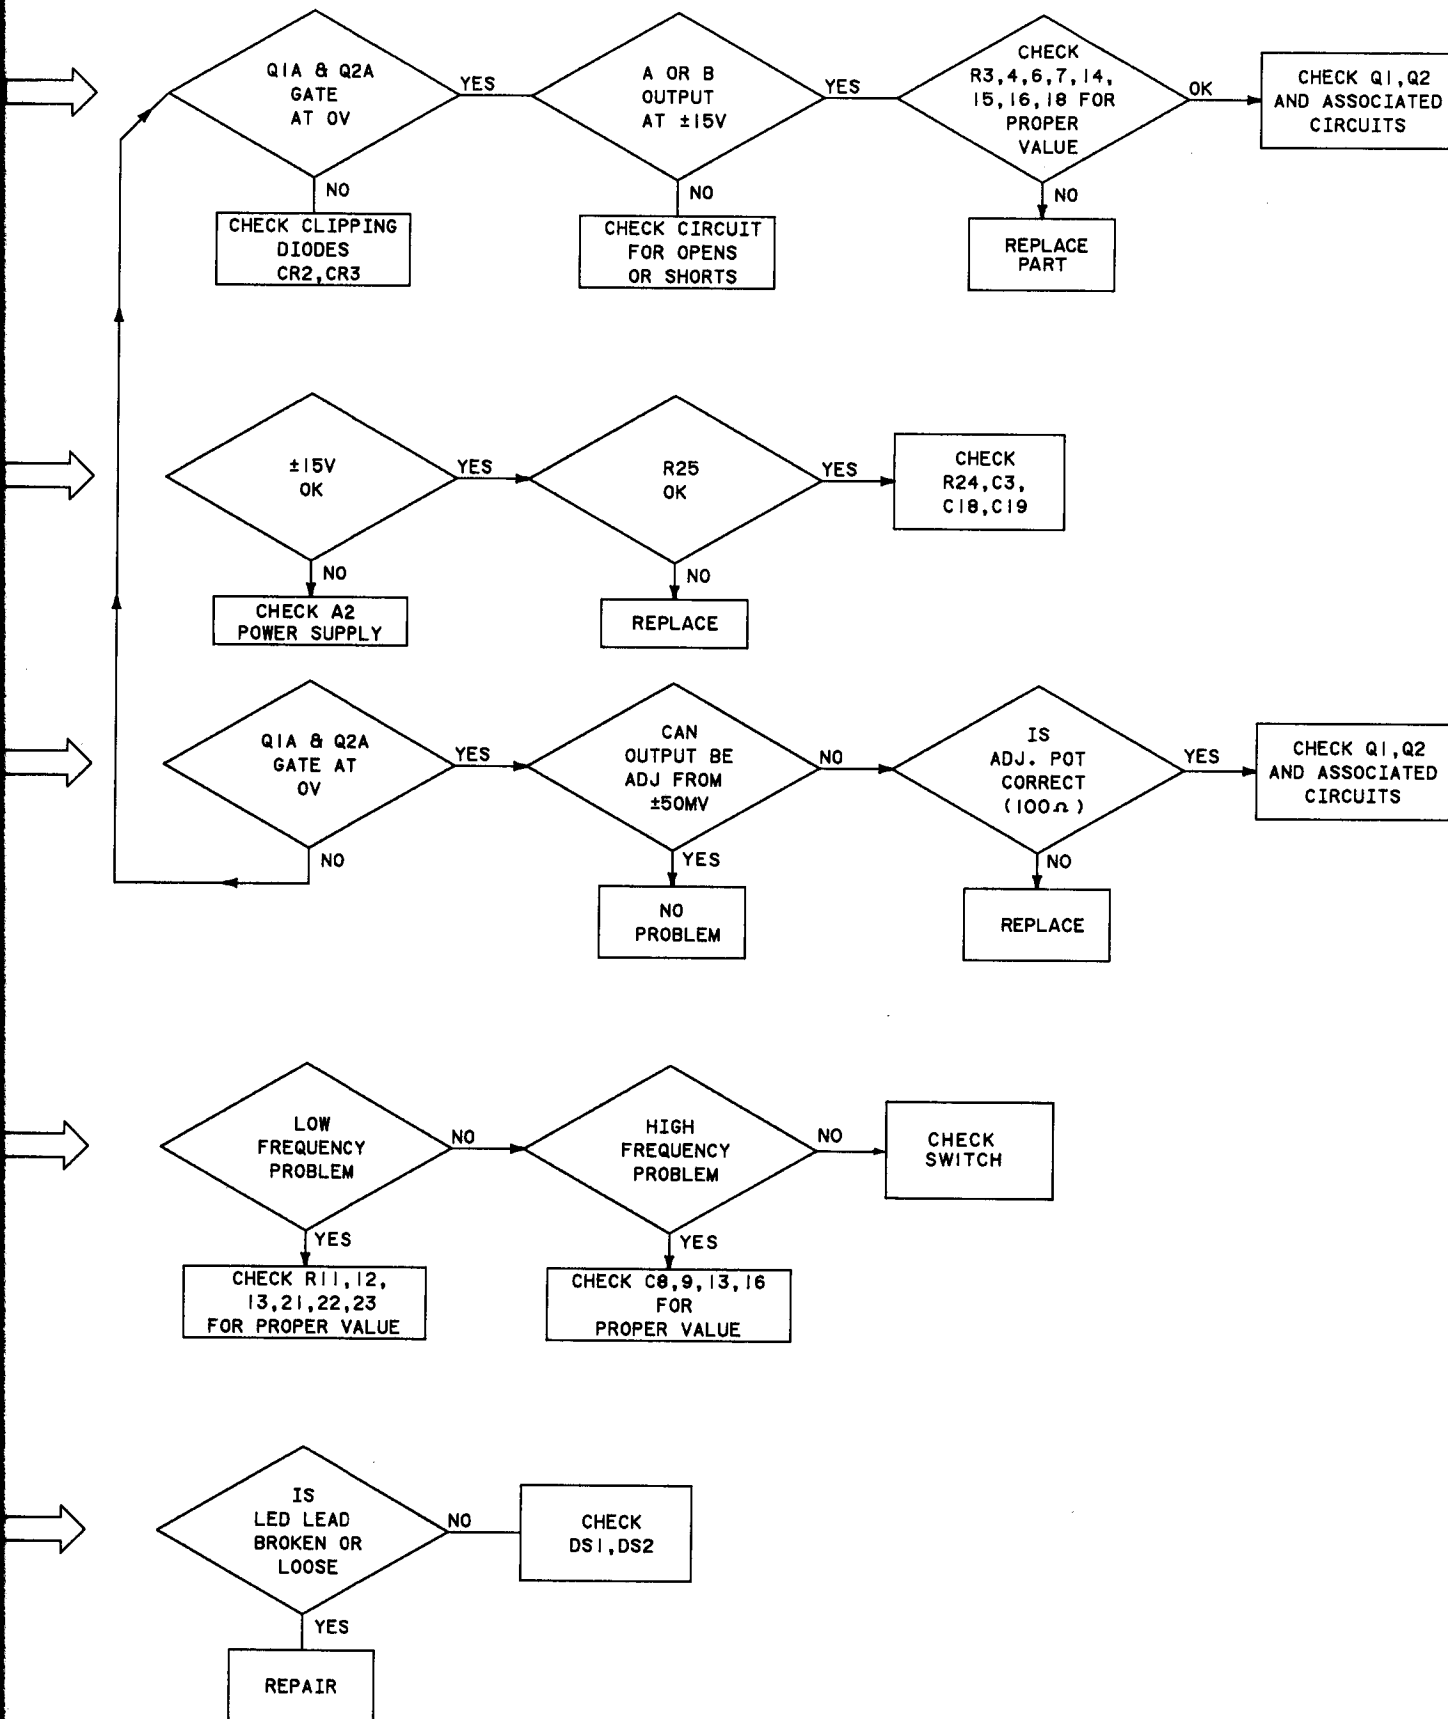 Q1A & Q2A
GATE
AT 0V
YES
NO
CHECK CLIPPING
DIODES
CR2,CR3
A OR B
OUTPUT
AT ±15V
YES
NO
CHECK CIRCUIT
FOR OPENS
OR SHORTS
CHECK
R3,4,6,7,14,
15,16,18 FOR
PROPER
VALUE
OK
NO
REPLACE
PART
CHECK Q1,Q2
AND ASSOCIATED
CIRCUITS
±15V
OK
YES
NO
CHECK A2
POWER SUPPLY
R25
OK
YES
NO
REPLACE
CHECK
R24,C3,
C18,C19
Q1A & Q2A
GATE AT
0V
YES
NO
CAN
OUTPUT BE
ADJ FROM
±50MV
NO
YES
NO
PROBLEM
IS
ADJ. POT
CORRECT
(100Ω)
YES
NO
REPLACE
CHECK Q1,Q2
AND ASSOCIATED
CIRCUITS
LOW
FREQUENCY
PROBLEM
NO
YES
CHECK R11,12,
13,21,22,23
FOR PROPER VALUE
HIGH
FREQUENCY
PROBLEM
NO
YES
CHECK C8,9,13,16
FOR
PROPER VALUE
CHECK
SWITCH
IS
LED LEAD
BROKEN OR
LOOSE
NO
YES
REPAIR
CHECK
DS1,DS2